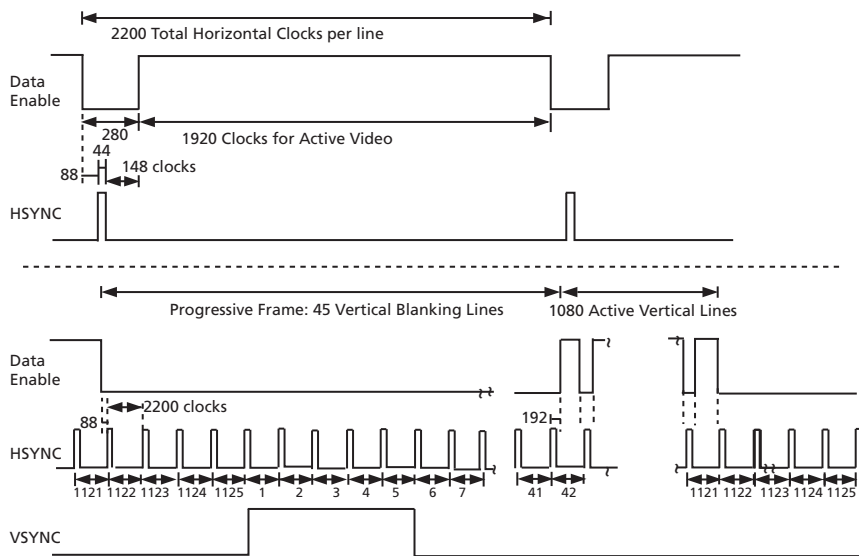 2200 Total Horizontal Clocks per line
Data
Enable
280
1920 Clocks for Active Video
44
148 clocks
88
HSYNC
Progressive Frame: 45 Vertical Blanking Lines
1080 Active Vertical Lines
Data
Enable
2200 clocks
88
192
HSYNC
1121 1122 1123 1124 1125 1 2 3 4 5 6 7 41 42 1121 1122 1123 1124 1125
VSYNC